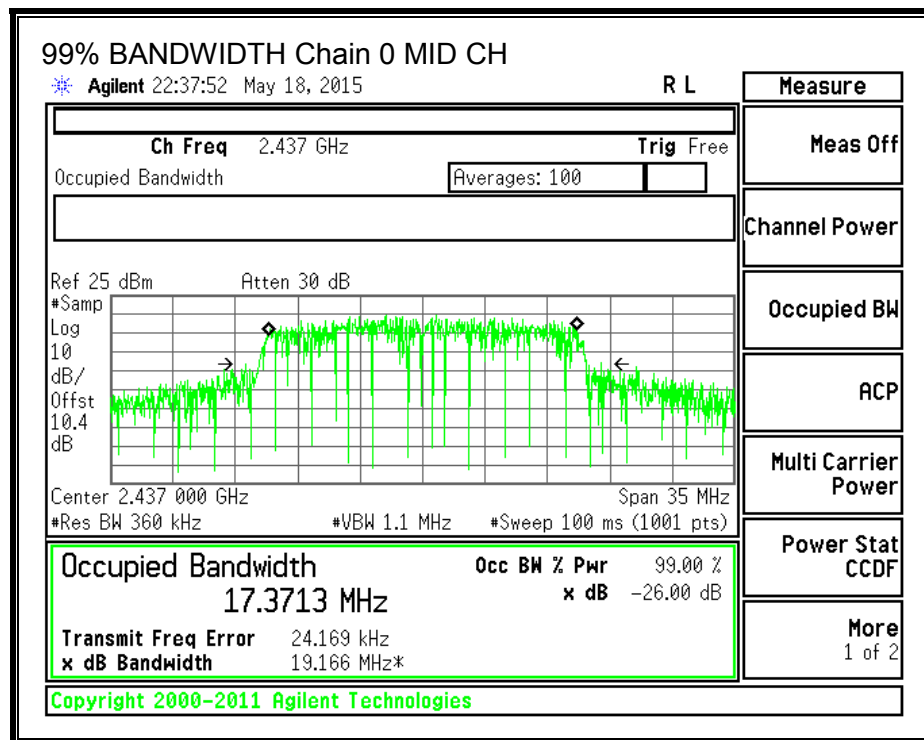 99% BANDWIDTH Chain 0 MID CH
Agilent 22:37:52 May 18, 2015 R L
Measure
Ch Freq 2.437 GHz Trig Free
Meas Off
Occupied Bandwidth Averages: 100
Channel Power
Ref 25 dBm Atten 30 dB
#Samp
Log
10
dB/
Offst
10.4
dB
Occupied BW
ACP
Center 2.437 000 GHz Span 35 MHz
#Res BW 360 kHz #VBW 1.1 MHz #Sweep 100 ms (1001 pts)
Multi Carrier
Power
Occupied Bandwidth Occ BW % Pwr 99.00 %
17.3713 MHz x dB -26.00 dB
Power Stat
CCDF
Transmit Freq Error 24.169 kHz
x dB Bandwidth 19.166 MHz*
More
1 of 2
Copyright 2000-2011 Agilent Technologies